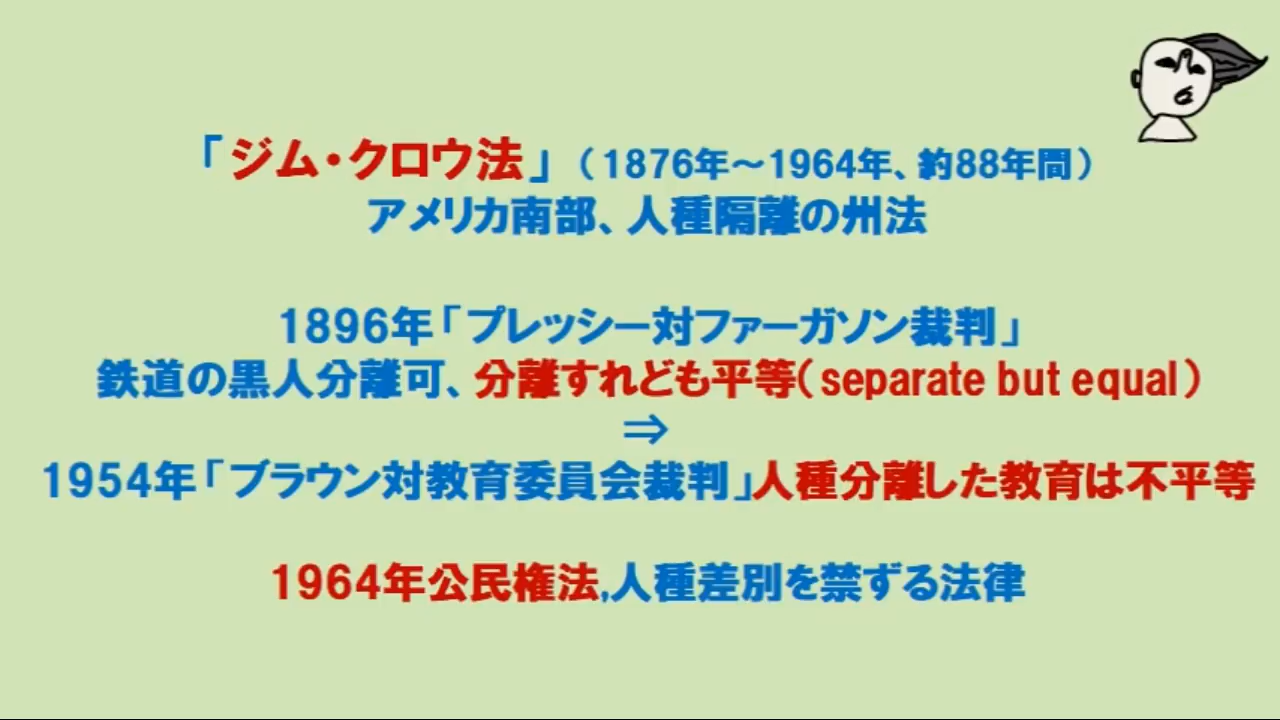 「ジム・クロウ法」（1876年～1964年、約88年間）
アメリカ南部、人種隔離の州法
1896年「プレッシー対ファーガソン裁判」
鉄道の黒人分離可、分離すれども平等（separate but equal）
⇒
1954年「ブラウン対教育委員会裁判」人種分離した教育は不平等
1964年公民権法,人種差別を禁ずる法律